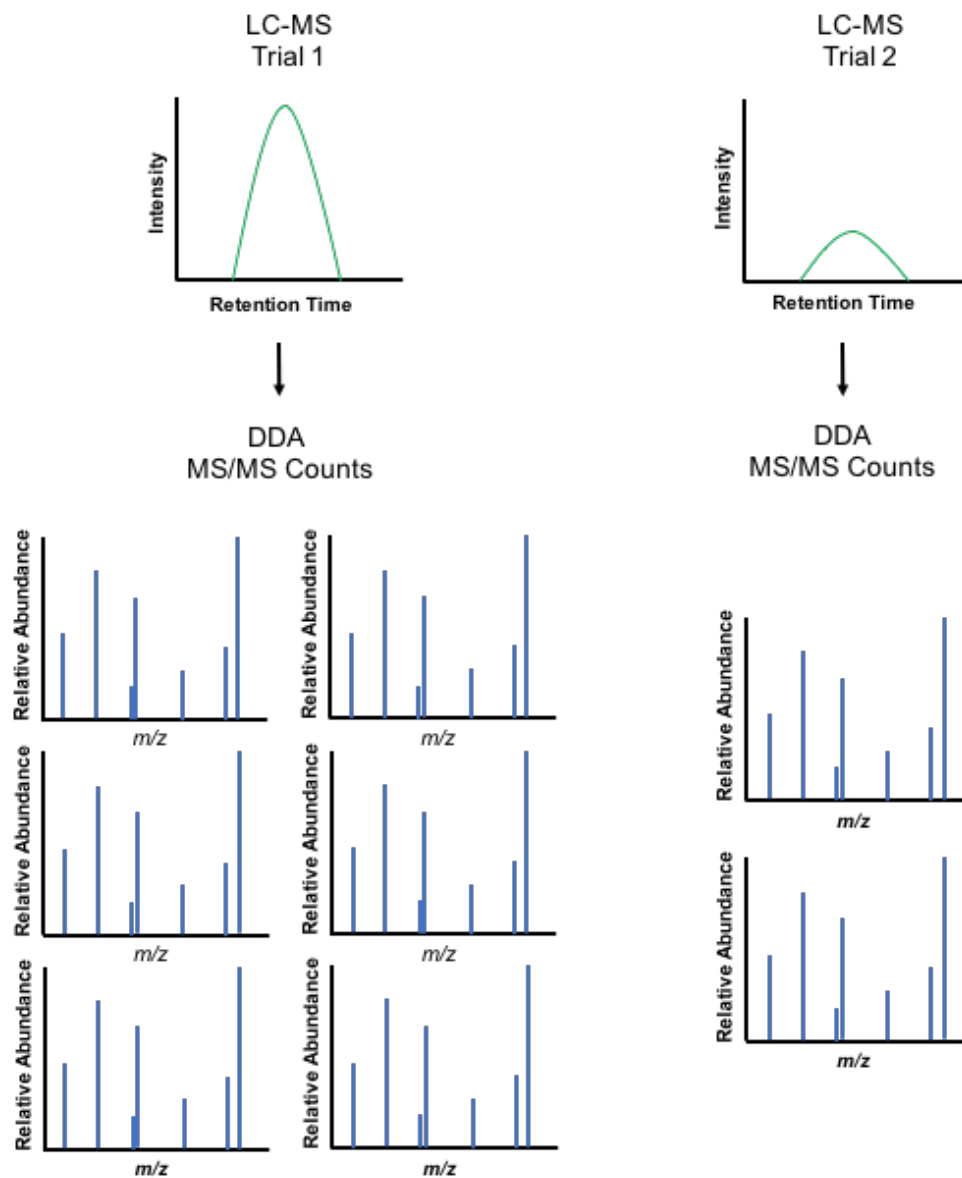 LC-MS
Trial 1
Intensity
Retention Time
DDA
MS/MS Counts
Relative Abundance
m/z
Relative Abundance
m/z
Relative Abundance
m/z
Relative Abundance
m/z
Relative Abundance
m/z
Relative Abundance
m/z
LC-MS
Trial 2
Intensity
Retention Time
DDA
MS/MS Counts
Relative Abundance
m/z
Relative Abundance
m/z